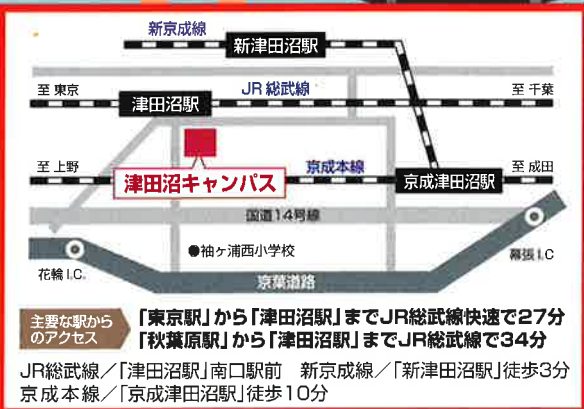 新京成線
新津田沼駅
至 東京
JR 総武線
至 千葉
津田沼駅
至 上野
津田沼キャンパス
京成本線
京成津田沼駅
至 成田
国道14号線
●袖ヶ浦西小学校
花輪 I.C.
京葉道路
幕張 I.C
主要な駅から
のアクセス
「東京駅」から「津田沼駅」までJR総武線快速で27分
「秋葉原駅」から「津田沼駅」までJR総武線で34分
JR総武線／「津田沼駅」南口駅前　新京成線／「新津田沼駅」徒歩3分
京成本線／「京成津田沼駅」徒歩10分